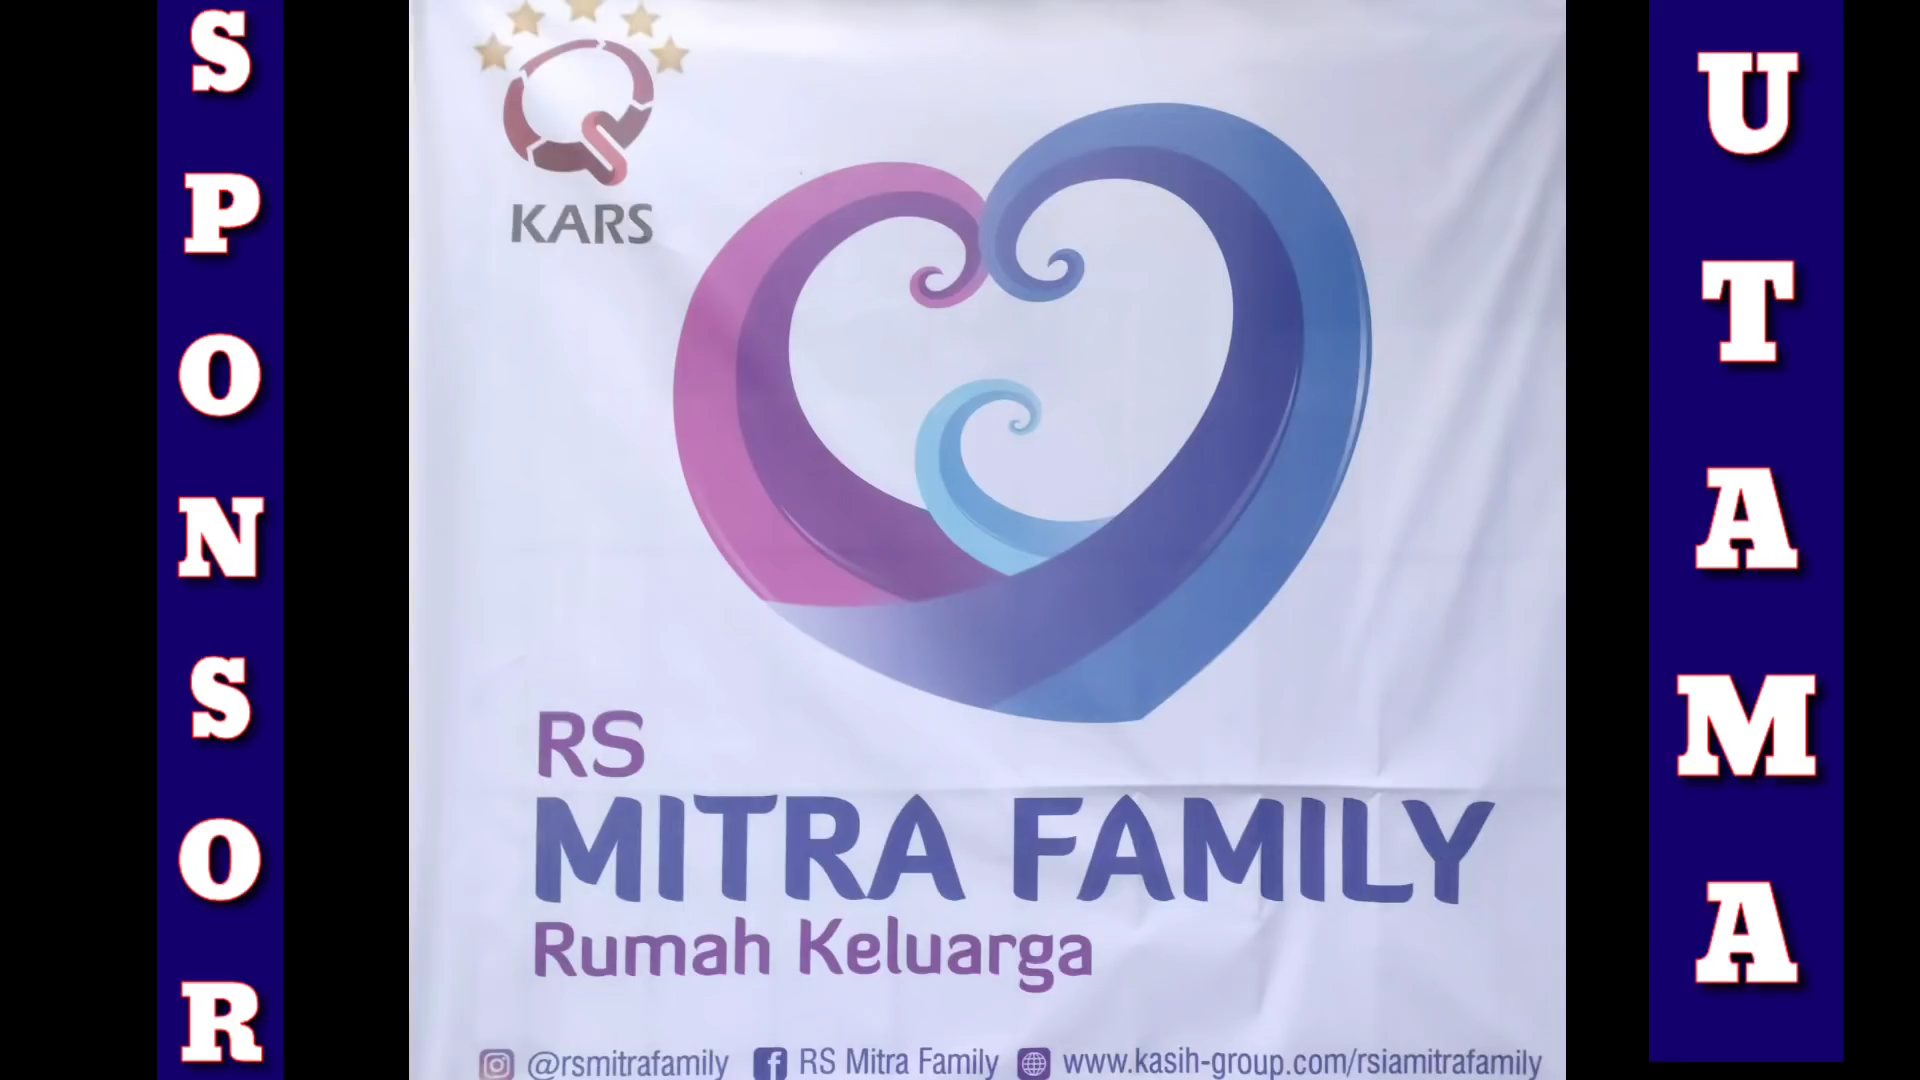 SPONSOR
KARS
RS
MITRA FAMILY
Rumah Keluarga
@rsmitrafamily RS Mitra Family www.kasih-group.com/rsiamitrafamily
UTAMA